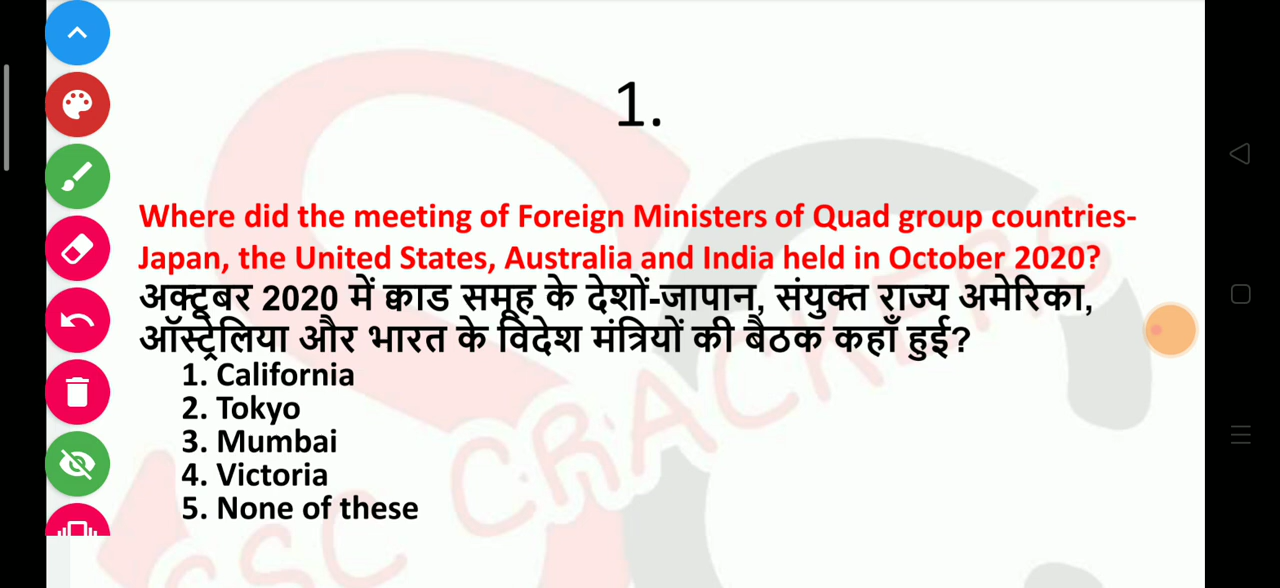 1.
Where did the meeting of Foreign Ministers of Quad group countries-
Japan, the United States, Australia and India held in October 2020?
अक्टूबर 2020 में क्वाड समूह के देशों-जापान, संयुक्त राज्य अमेरिका,
ऑस्ट्रेलिया और भारत के विदेश मंत्रियों की बैठक कहाँ हुई?
1. California
2. Tokyo
3. Mumbai
4. Victoria
5. None of these
SSC CRACKERS